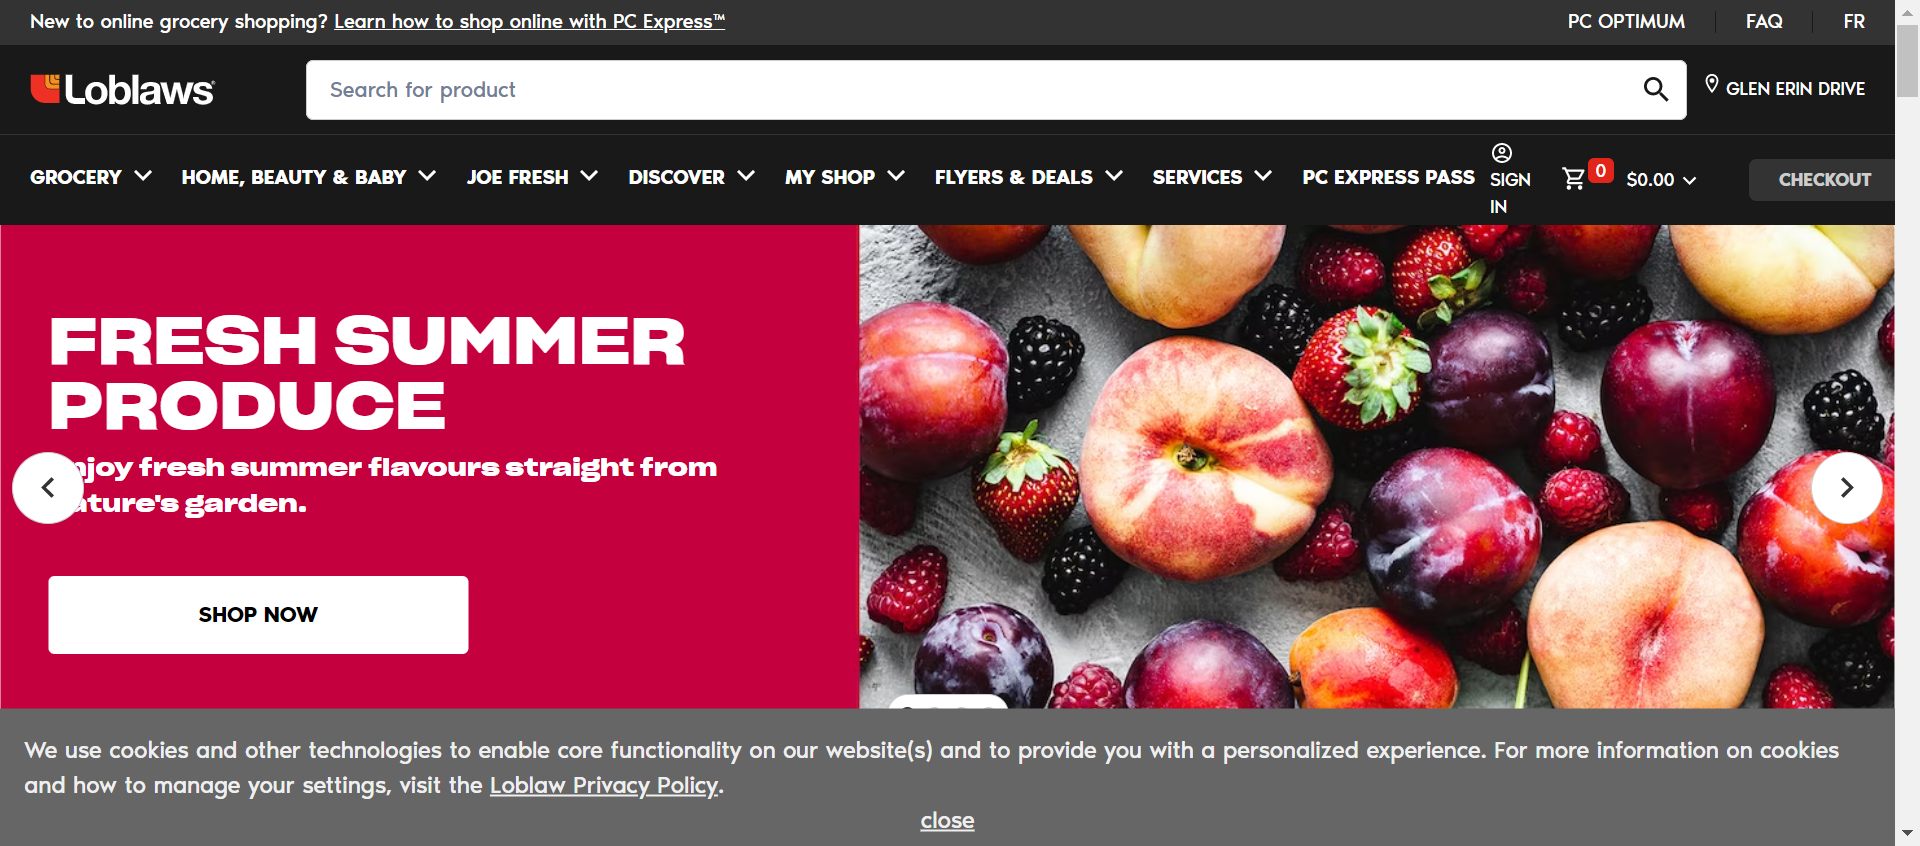 New to online grocery shopping? Learn how to shop online with PC Express™
PC OPTIMUM
FAQ
FR
Loblaws®
Search for product
GLEN ERIN DRIVE
GROCERY
HOME, BEAUTY & BABY
JOE FRESH
DISCOVER
MY SHOP
FLYERS & DEALS
SERVICES
PC EXPRESS PASS
SIGN
IN
0
$0.00
CHECKOUT
FRESH SUMMER
PRODUCE
njoy fresh summer flavours straight from
ature's garden.
SHOP NOW
We use cookies and other technologies to enable core functionality on our website(s) and to provide you with a personalized experience. For more information on cookies
and how to manage your settings, visit the Loblaw Privacy Policy.
close